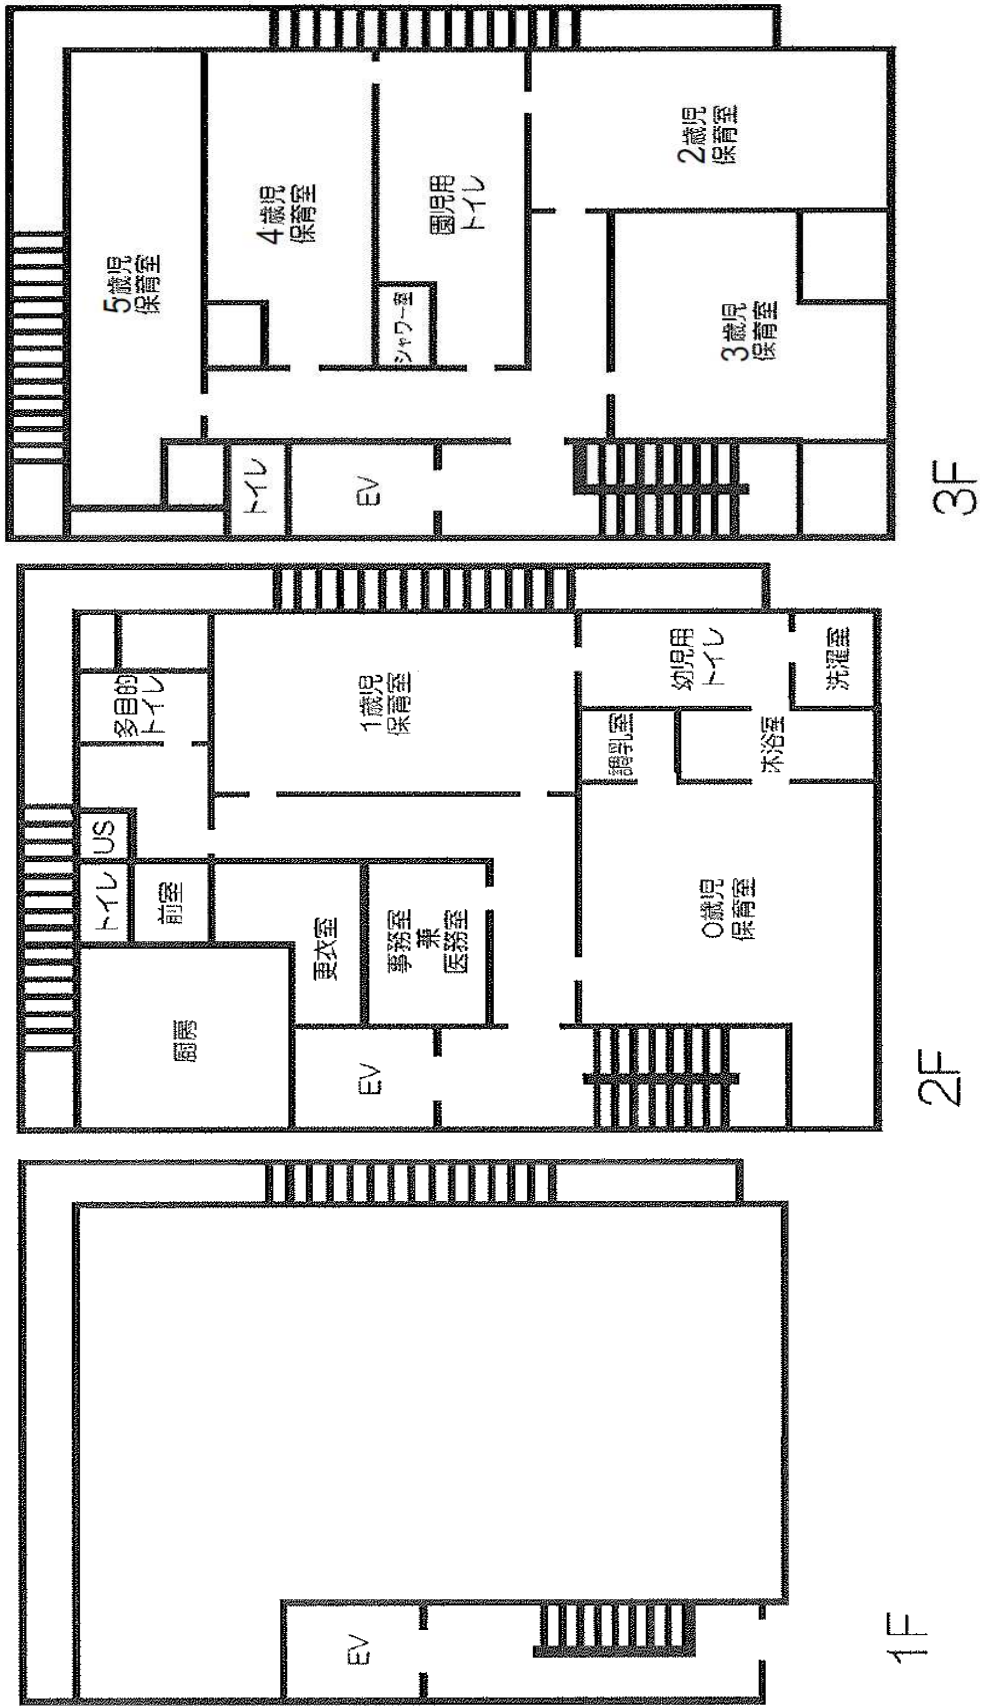 1F
EV
2F
厨房
トイレ
US
前室
多目的
トイレ
更衣室
事務室
兼
医務室
EV
1歳児
保育室
0歳児
保育室
調乳室
沐浴室
幼児用
トイレ
洗濯室
3F
5歳児
保育室
4歳児
保育室
トイレ
EV
シャワー室
園児用
トイレ
3歳児
保育室
2歳児
保育室